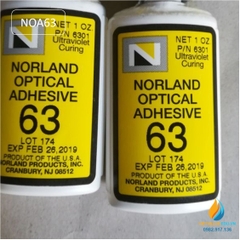 NOA63
NET 1 OZ.
P/N 6301
Ultraviolet
Curing
NORLAND
OPTICAL
ADHESIVE
63
LOT 174
EXP FEB 26,2019
PRODUCT OF THE U.S.A.
NORLAND PRODUCTS, INC.
CRANBURY, NJ 08512
N
NET 1 OZ.
P/N 6301
Ultraviolet
Curing
NORLAND
OPTICAL
ADHESIVE
63
LOT 174
EXP FEB 26,2019
PRODUCT OF THE U.S.A.
NORLAND PRODUCTS, INC.
CRANBURY, NJ 08512